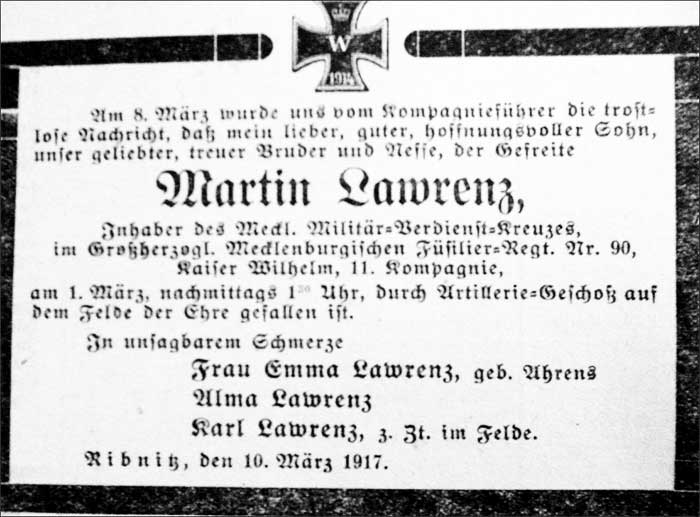 W
1914
Am 8. März wurde uns vom Kompagnieführer die trost=
lose Nachricht, daß mein lieber, guter, hoffnungsvoller Sohn,
unser geliebter, treuer Bruder und Neffe, der Gefreite
Martin Lawrenz,
Inhaber des Meckl. Militär=Verdienst=Kreuzes,
im Großherzogl. Mecklenburgischen Füsilier=Regt. Nr. 90,
Kaiser Wilhelm, 11. Kompagnie,
am 1. März, nachmittags 1³⁰ Uhr, durch Artillerie=Geschoß auf
dem Felde der Ehre gefallen ist.
In unsagbarem Schmerze
Frau Emma Lawrenz, geb. Ahrens
Alma Lawrenz
Karl Lawrenz, z. Zt. im Felde.
Ribnitz, den 10. März 1917.